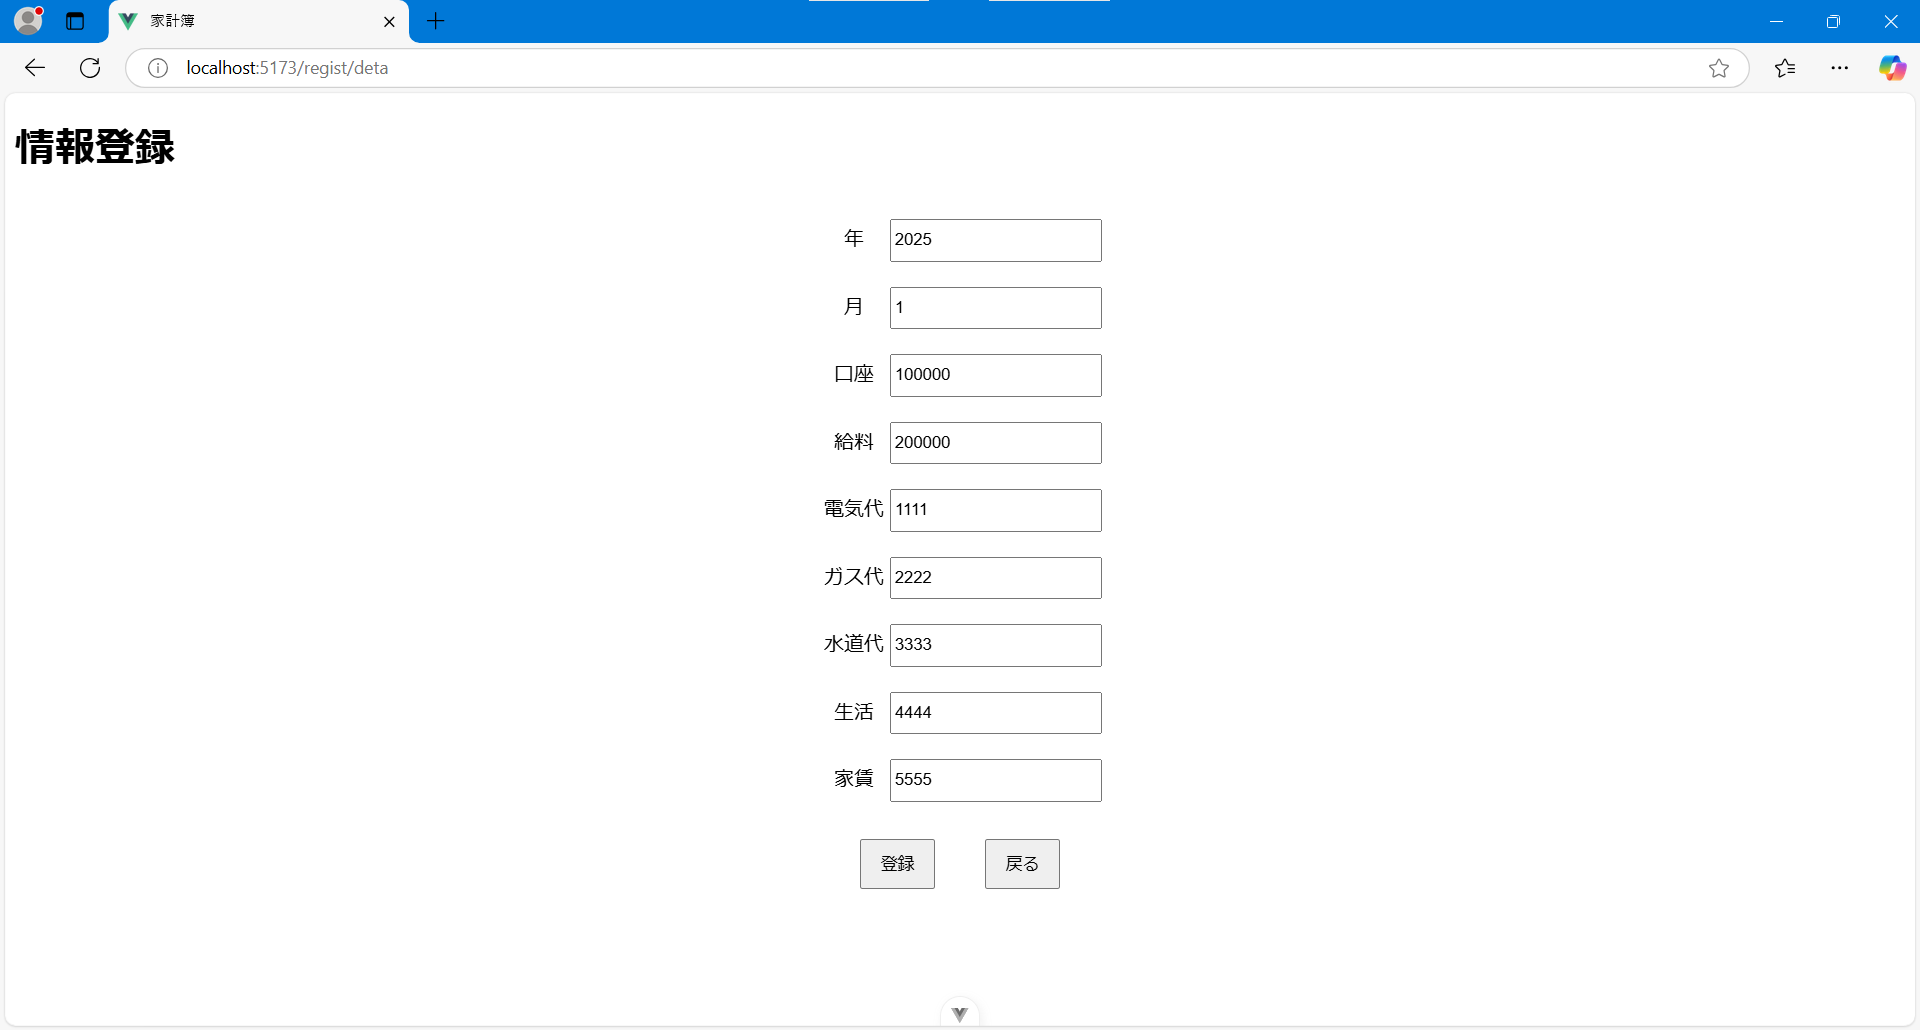 家計簿
localhost:5173/regist/deta
情報登録
年 2025
月 1
口座 100000
給料 200000
電気代 1111
ガス代 2222
水道代 3333
生活 4444
家賃 5555
登録 戻る